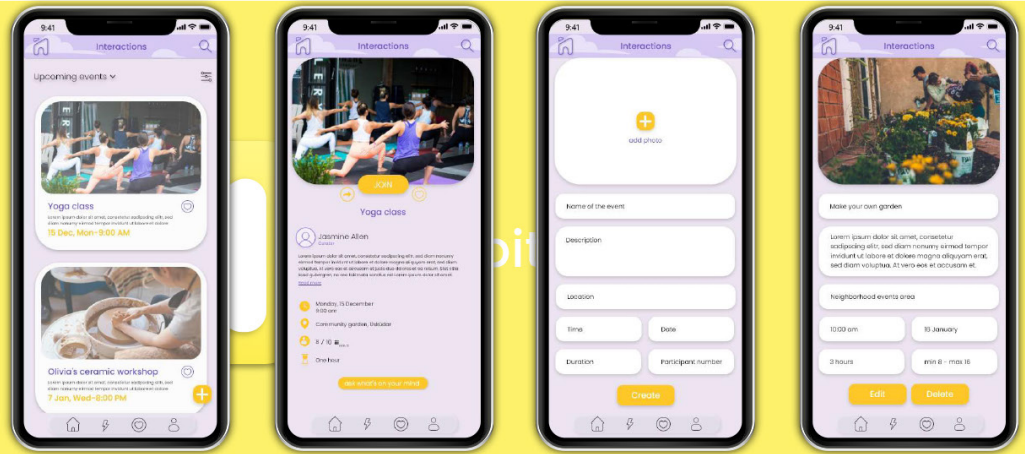 9:41
Interactions
Upcoming events
Yoga class
15 Dec, Mon-9:00 AM
Olivia's ceramic workshop
7 Jan, Wed-8:00 PM
9:41
Interactions
JOIN
Yoga class
Jasmine Allen
Read more
Monday, 15 December
9:00 am
Community garden, Üsküdar
8 / 10
One hour
9:41
Interactions
add photo
Name of the event
Description
Location
Time
Date
Duration
Participant number
Create
9:41
Interactions
Make your own garden
Lorem ipsum dolor sit amet, consetetur
sadipscing elitr, sed diam nonumy eirmod tempor
invidunt ut labore et dolore magna aliquyam erat,
sed diam voluptua. At vero eos et accusam et.
Neighborhood events area
10:00 am
16 January
3 hours
min 8 - max 16
Edit
Delete